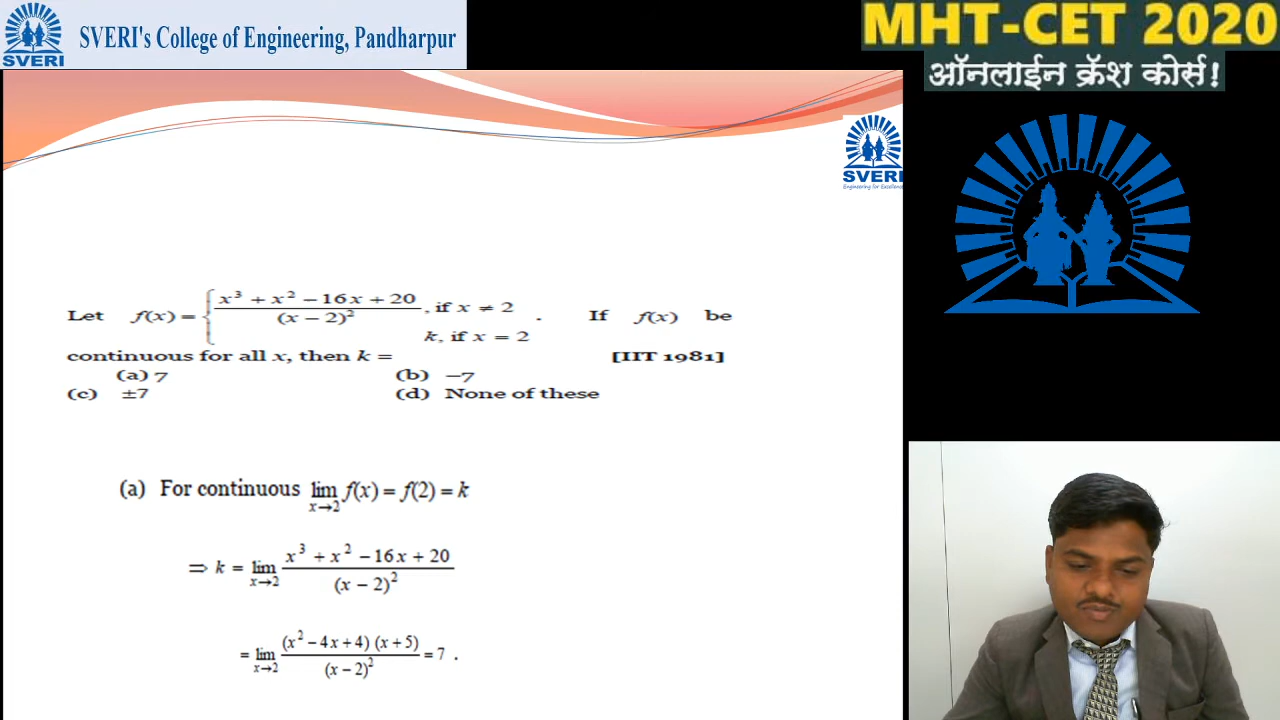 SVERI's College of Engineering, Pandharpur
SVERI
MHT-CET 2020
ऑनलाईन क्रॅश कोर्स!
SVERI
Engineering for Excellence
Let f(x) = { (x³ + x² − 16x + 20)/(x − 2)² , if x ≠ 2 . If f(x) be
k, if x = 2
continuous for all x, then k = [IIT 1981]
(a) 7 (b) −7
(c) ±7 (d) None of these
(a) For continuous lim x→2 f(x) = f(2) = k
⇒ k = lim x→2 (x³ + x² − 16x + 20)/(x − 2)²
= lim x→2 (x² − 4x + 4) (x + 5)/(x − 2)² = 7 .